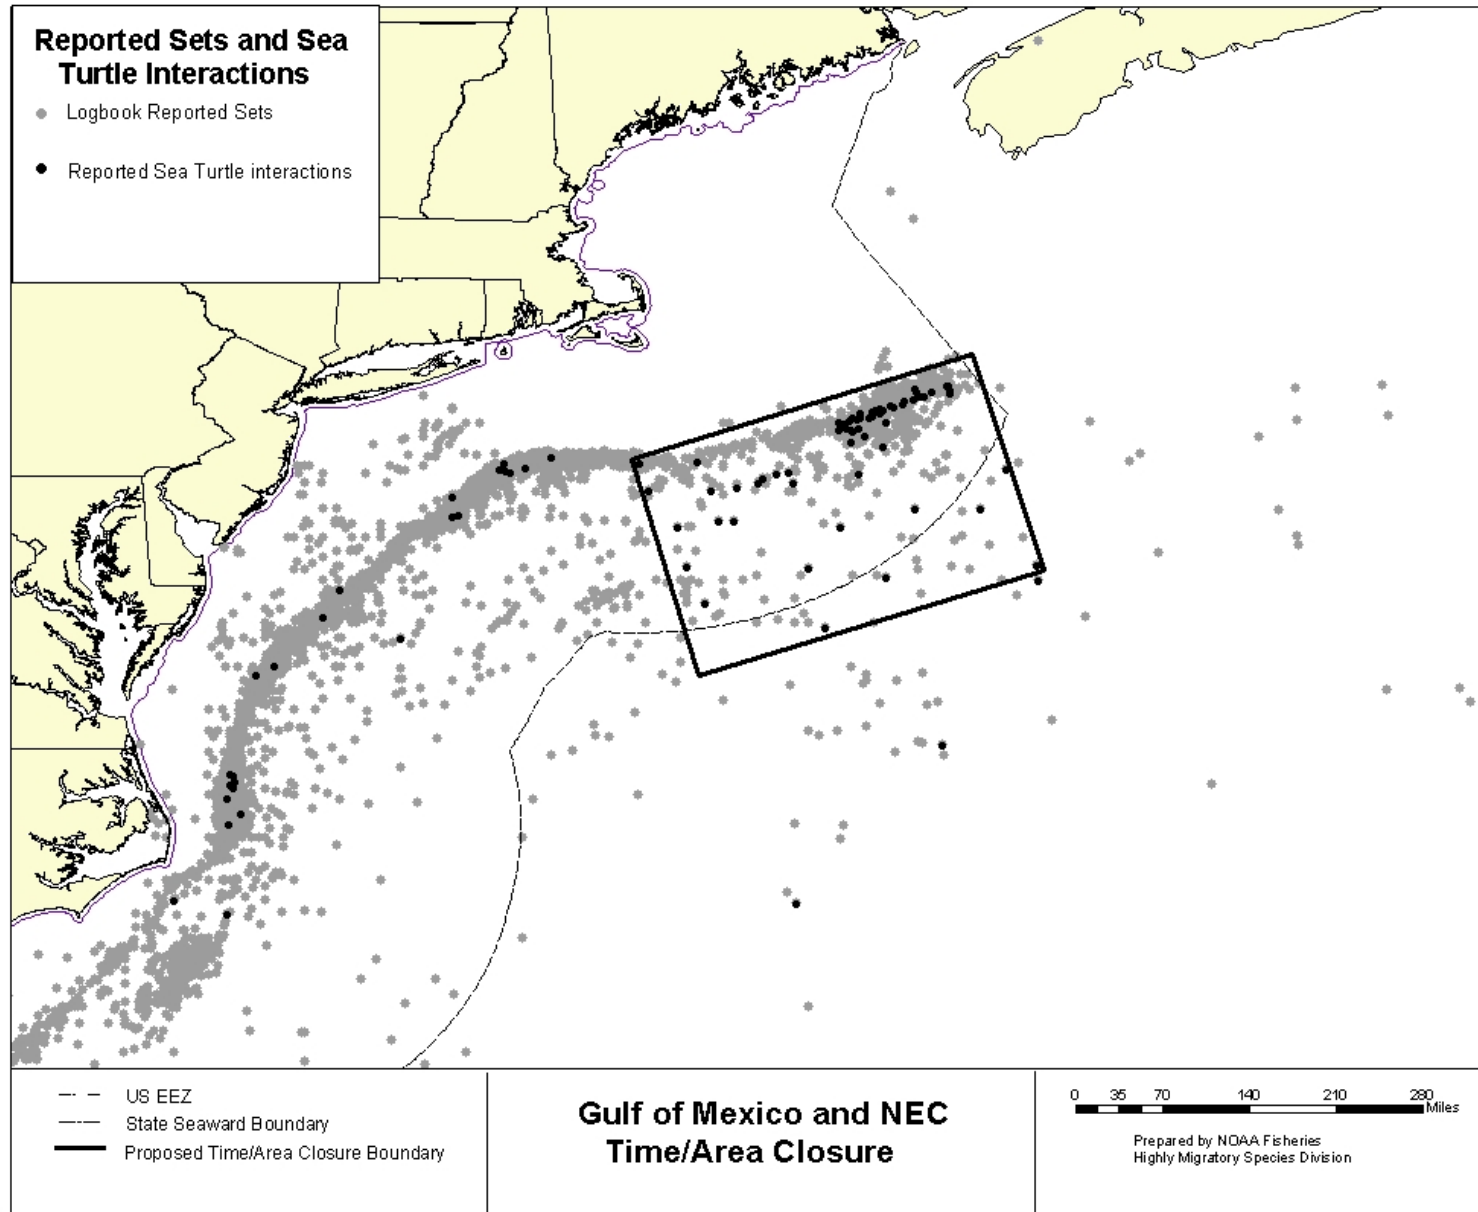 Reported Sets and Sea
Turtle Interactions
Logbook Reported Sets
Reported Sea Turtle interactions
US EEZ
State Seaward Boundary
Proposed Time/Area Closure Boundary
Gulf of Mexico and NEC
Time/Area Closure
0 35 70 140 210 280
Miles
Prepared by NOAA Fisheries
Highly Migratory Species Division